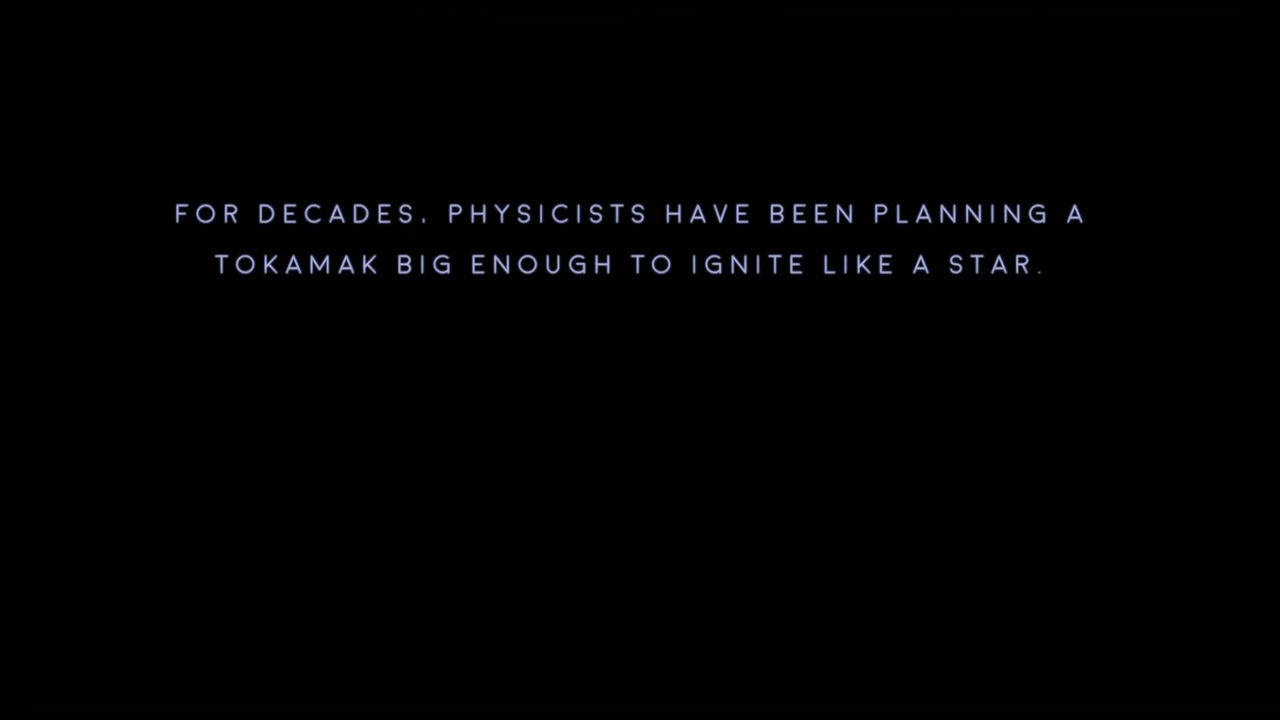 FOR DECADES, PHYSICISTS HAVE BEEN PLANNING A
TOKAMAK BIG ENOUGH TO IGNITE LIKE A STAR.